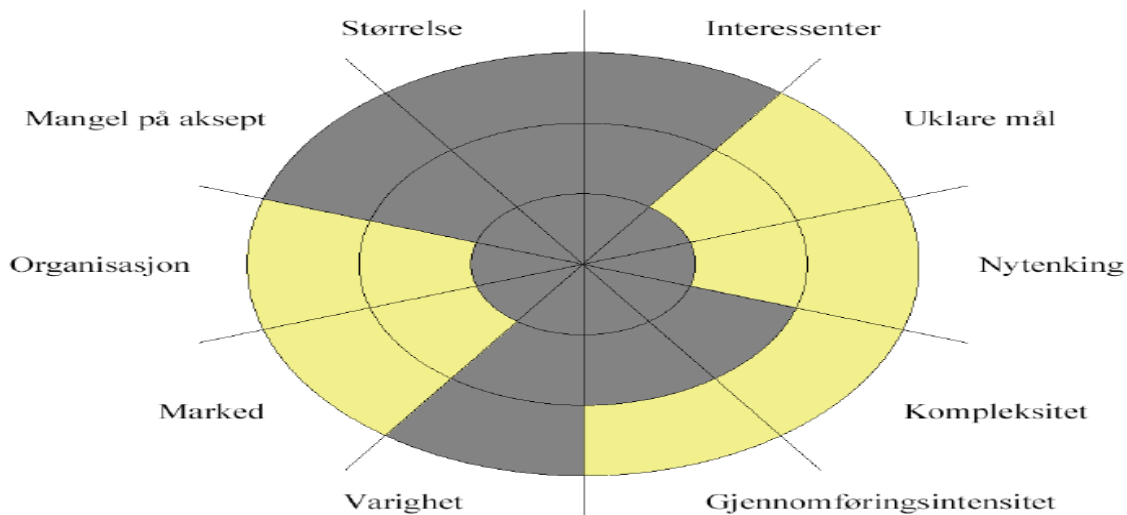 Størrelse
Interessenter
Mangel på aksept
Uklare mål
Organisasjon
Nytenking
Marked
Kompleksitet
Varighet
Gjennomføringsintensitet